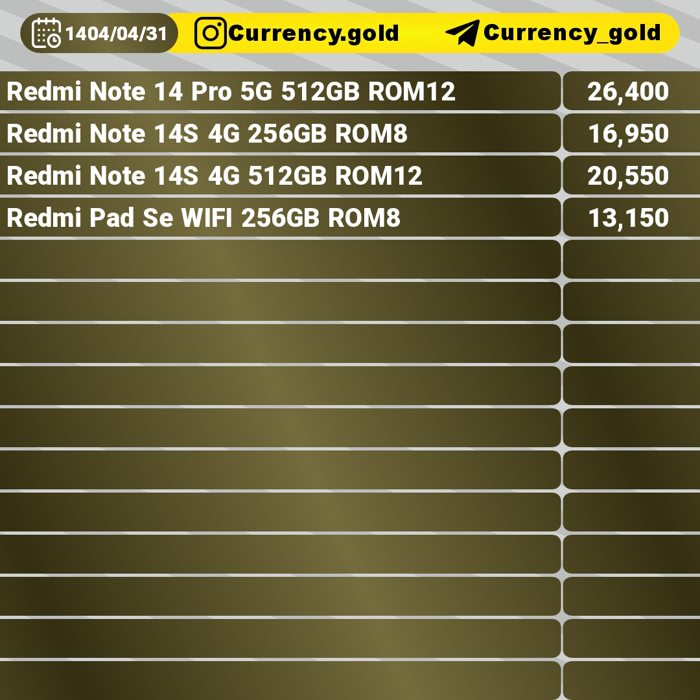 1404/04/31 Currency.gold Currency_gold
Redmi Note 14 Pro 5G 512GB ROM12 26,400
Redmi Note 14S 4G 256GB ROM8 16,950
Redmi Note 14S 4G 512GB ROM12 20,550
Redmi Pad Se WIFI 256GB ROM8 13,150